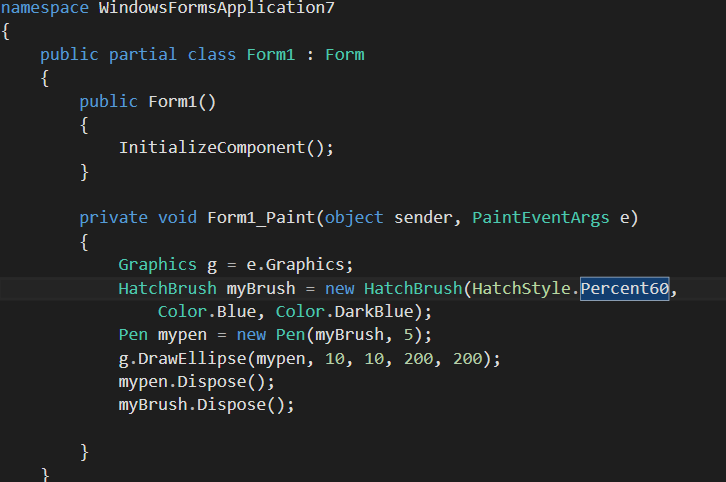 namespace WindowsFormsApplication7
{
    public partial class Form1 : Form
    {
        public Form1()
        {
            InitializeComponent();
        }

        private void Form1_Paint(object sender, PaintEventArgs e)
        {
            Graphics g = e.Graphics;
            HatchBrush myBrush = new HatchBrush(HatchStyle.Percent60,
                Color.Blue, Color.DarkBlue);
            Pen mypen = new Pen(myBrush, 5);
            g.DrawEllipse(mypen, 10, 10, 200, 200);
            mypen.Dispose();
            myBrush.Dispose();

        }
    }